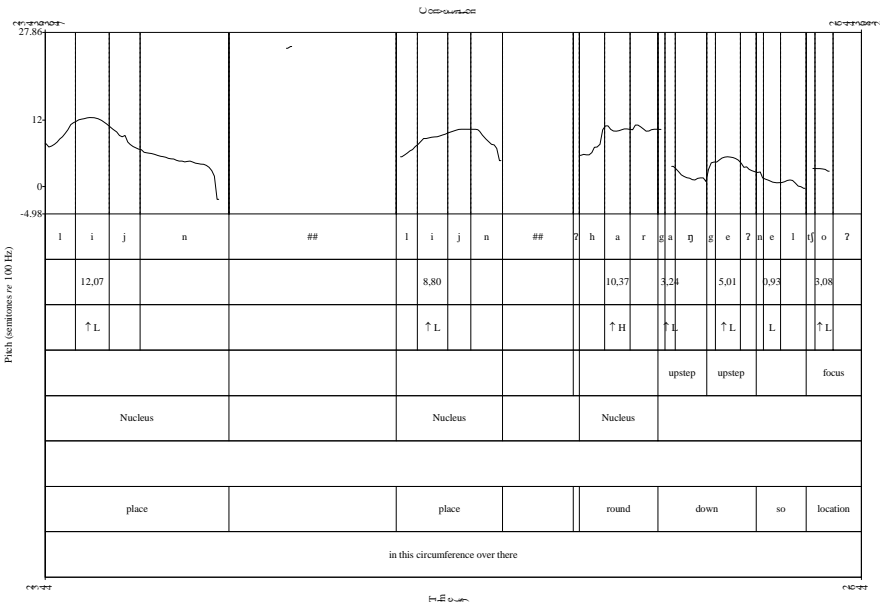 27.86
12
0
-4.98
Pitch (semitones re 100 Hz)
l i j n ## l i j n ## ʔ h a r g a ŋ g e ʔ n e l tʃ o ʔ
12,07 8,80 10,37 3,24 5,01 0,93 3,08
↑L ↑L ↑H ↑L ↑L L ↑L
upstep upstep focus
Nucleus Nucleus Nucleus
place place round down so location
in this circumference over there